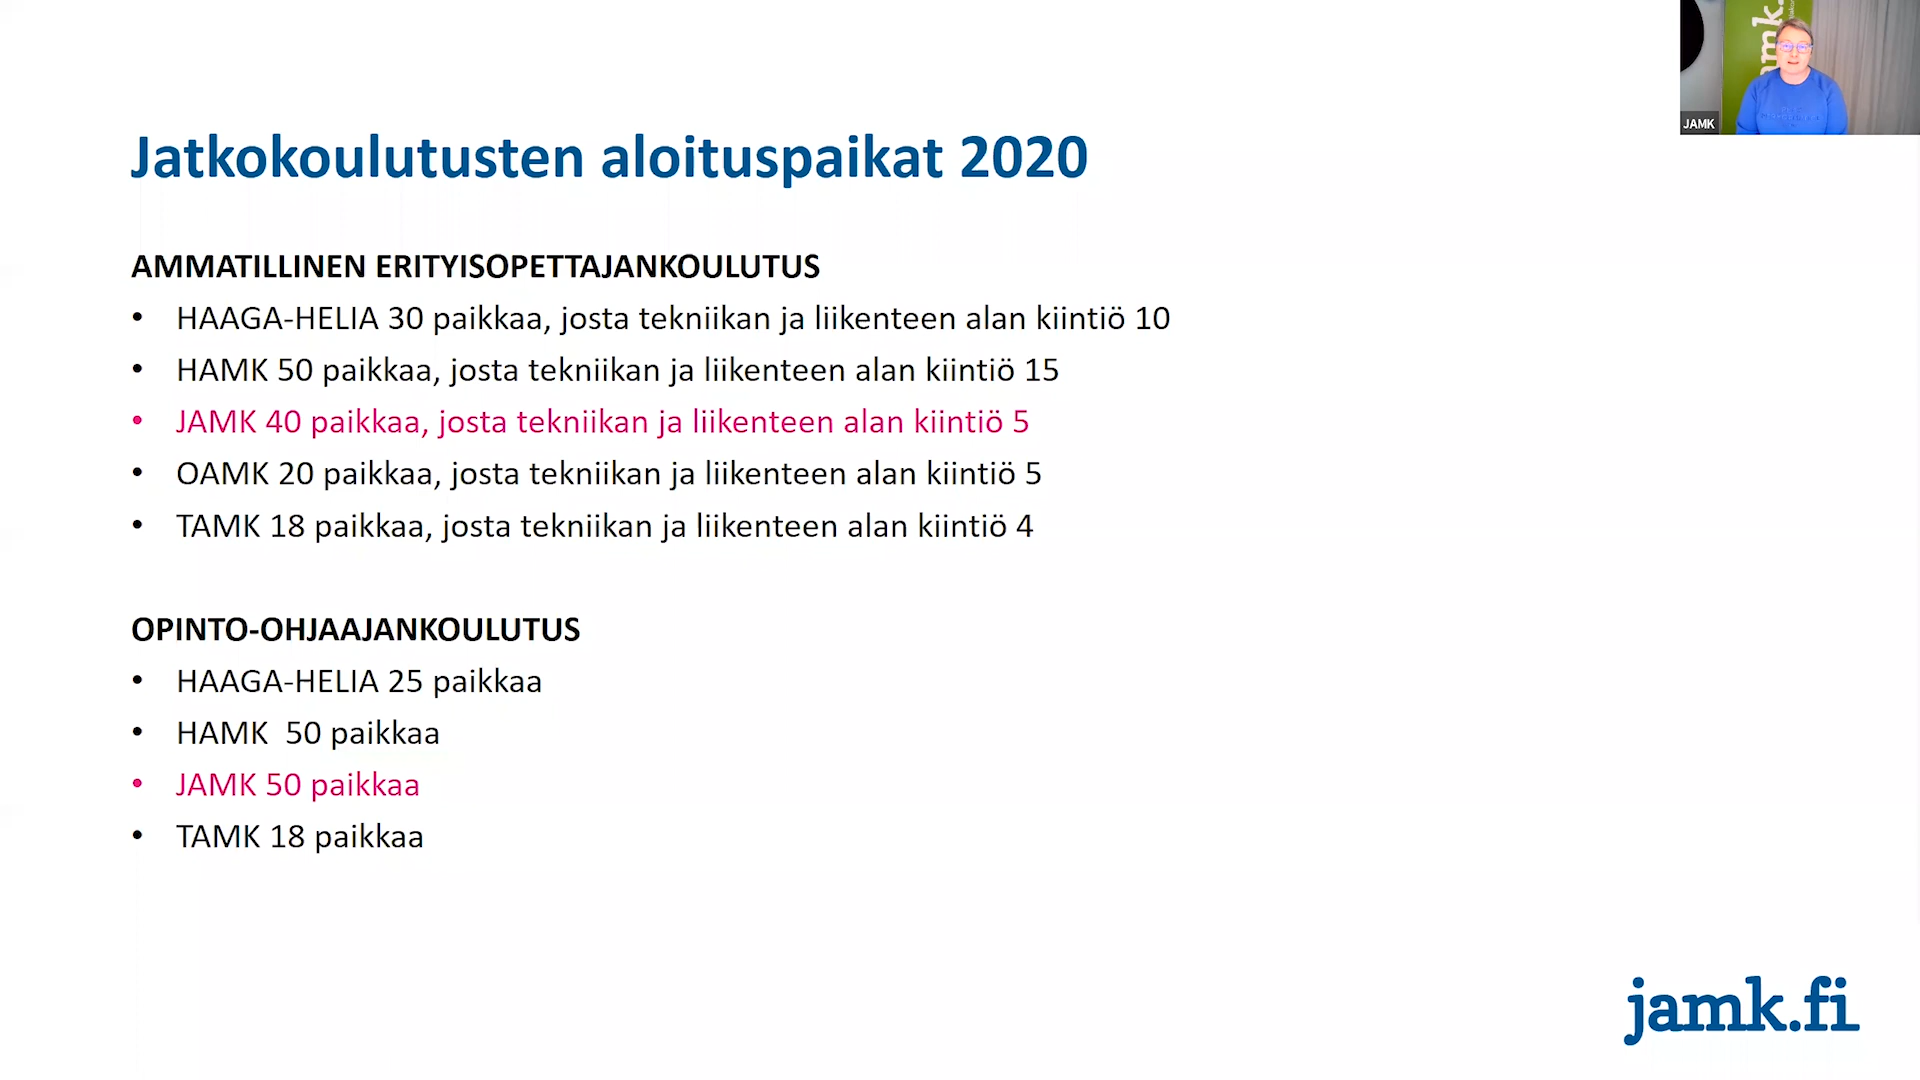 jamk.
JAMK
Jatkokoulutusten aloituspaikat 2020
AMMATILLINEN ERITYISOPETTAJANKOULUTUS
• HAAGA-HELIA 30 paikkaa, josta tekniikan ja liikenteen alan kiintiö 10
• HAMK 50 paikkaa, josta tekniikan ja liikenteen alan kiintiö 15
• JAMK 40 paikkaa, josta tekniikan ja liikenteen alan kiintiö 5
• OAMK 20 paikkaa, josta tekniikan ja liikenteen alan kiintiö 5
• TAMK 18 paikkaa, josta tekniikan ja liikenteen alan kiintiö 4
OPINTO-OHJAAJANKOULUTUS
• HAAGA-HELIA 25 paikkaa
• HAMK  50 paikkaa
• JAMK 50 paikkaa
• TAMK 18 paikkaa
jamk.fi